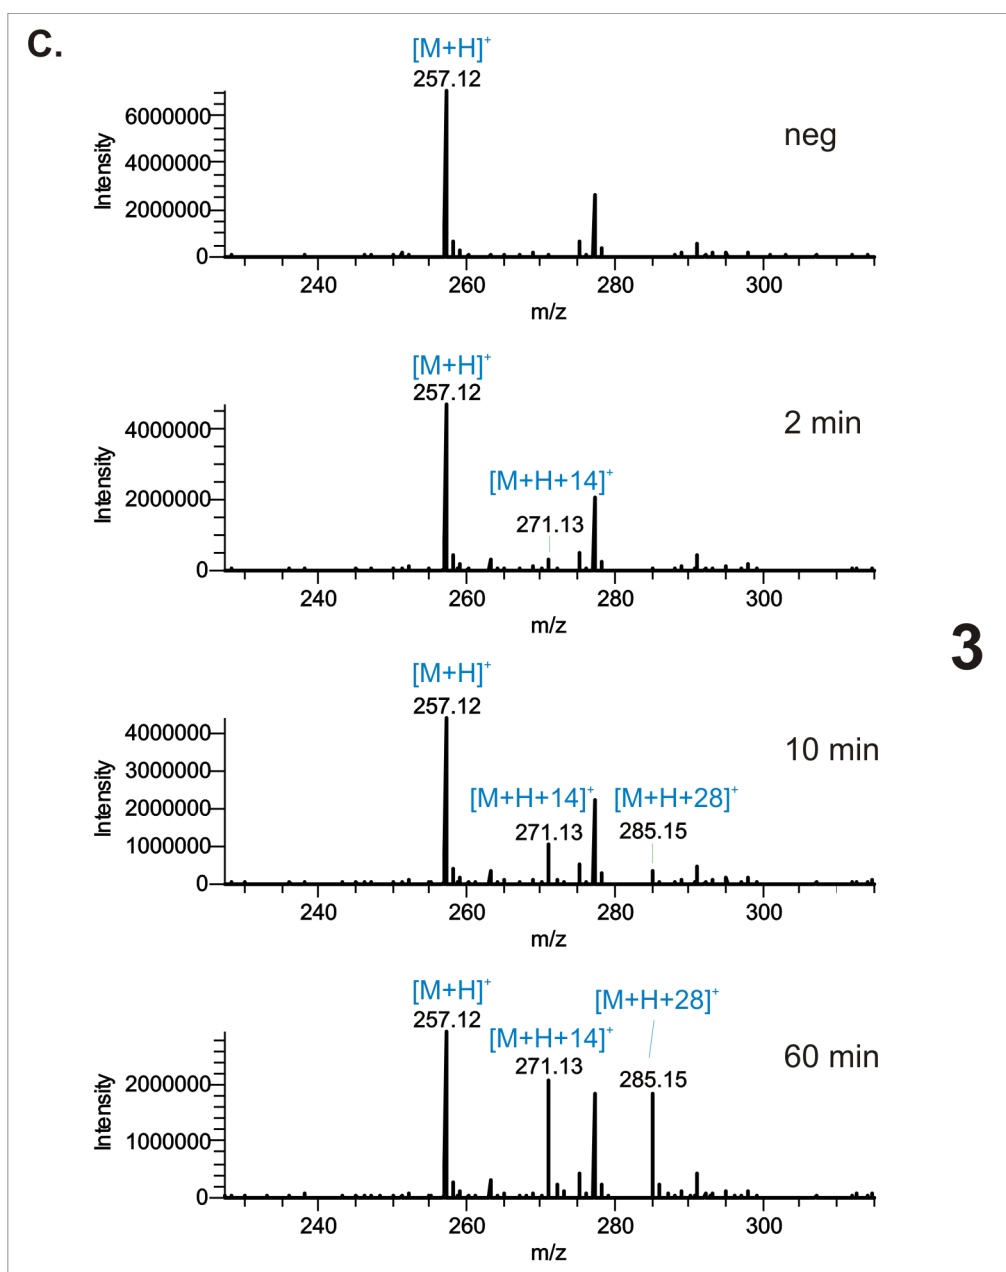 C.
[M+H]⁺
257.12
neg
6000000
4000000
2000000
0
Intensity
240 260 280 300
m/z
[M+H]⁺
257.12
2 min
4000000
[M+H+14]⁺
2000000
271.13
0
Intensity
240 260 280 300
m/z
3
[M+H]⁺
257.12
10 min
4000000
3000000
[M+H+14]⁺ [M+H+28]⁺
2000000
271.13 285.15
1000000
0
Intensity
240 260 280 300
m/z
[M+H]⁺ [M+H+28]⁺
257.12
[M+H+14]⁺
60 min
271.13 285.15
2000000
1000000
0
Intensity
240 260 280 300
m/z